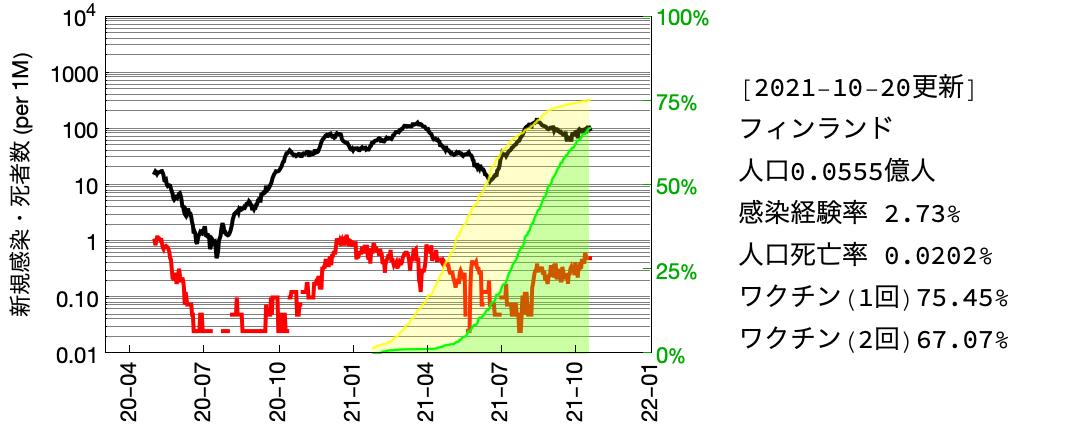 新規感染・死者数 (per 1M)
10^4
1000
100
10
1
0.10
0.01
100%
75%
50%
25%
0%
20-04
20-07
20-10
21-01
21-04
21-07
21-10
22-01
[2021-10-20更新]
フィンランド
人口0.0555億人
感染経験率 2.73%
人口死亡率 0.0202%
ワクチン(1回)75.45%
ワクチン(2回)67.07%